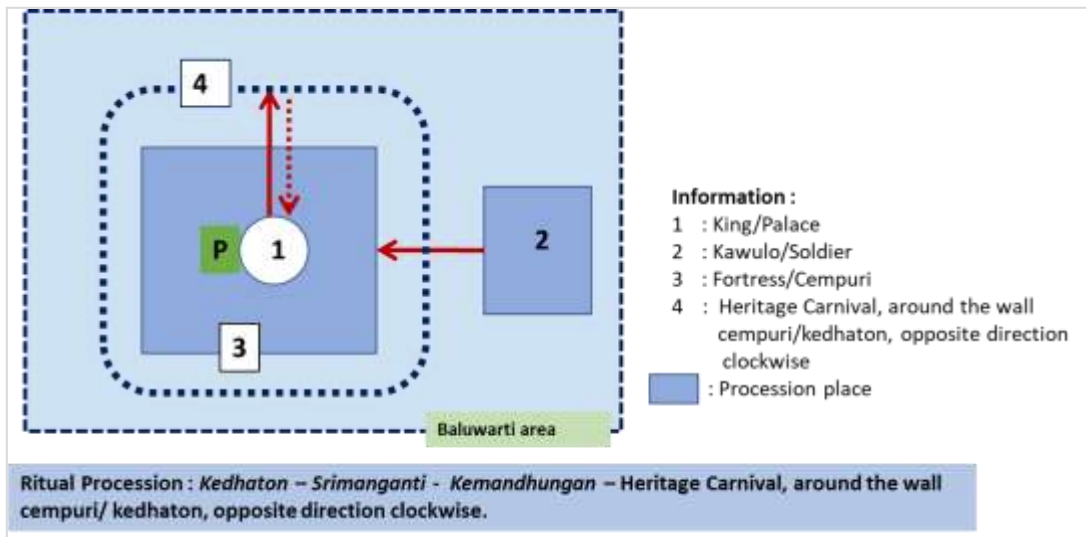 4
P
1
2
3
Baluwarti area
Information :
1 : King/Palace
2 : Kawulo/Soldier
3 : Fortress/Cempuri
4 : Heritage Carnival, around the wall
cempuri/kedhaton, opposite direction
clockwise
: Procession place
Ritual Procession : Kedhaton – Srimanganti - Kemandhungan – Heritage Carnival, around the wall
cempuri/ kedhaton, opposite direction clockwise.